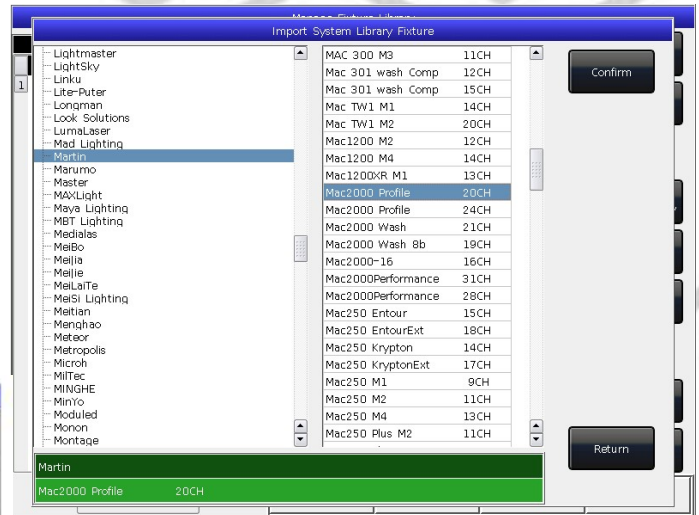 Import System Library Fixture
Lightmaster
LightSky
Linku
Lite-Puter
Longman
Look Solutions
LumaLaser
Mad Lighting
Martin
Marumo
Master
MAXLight
Maya Lighting
MBT Lighting
Medialas
MeiBo
Meijia
Meijie
MeiLaiTe
MeiSi Lighting
Meitian
Menghao
Meteor
Metropolis
Microh
MilTec
MINGHE
MinYo
Moduled
Monon
Montage
MAC 300 M3 11CH
Mac 301 wash Comp 12CH
Mac 301 wash Comp 15CH
Mac TW1 M1 14CH
Mac TW1 M2 20CH
Mac1200 M2 12CH
Mac1200 M4 14CH
Mac1200XR M1 13CH
Mac2000 Profile 20CH
Mac2000 Profile 24CH
Mac2000 Wash 21CH
Mac2000 Wash 8b 19CH
Mac2000-16 16CH
Mac2000Performance 31CH
Mac2000Performance 28CH
Mac250 Entour 15CH
Mac250 EntourExt 18CH
Mac250 Krypton 14CH
Mac250 KryptonExt 17CH
Mac250 M1 9CH
Mac250 M2 11CH
Mac250 M4 13CH
Mac250 Plus M2 11CH
Confirm
Return
1
Martin
Mac2000 Profile 20CH